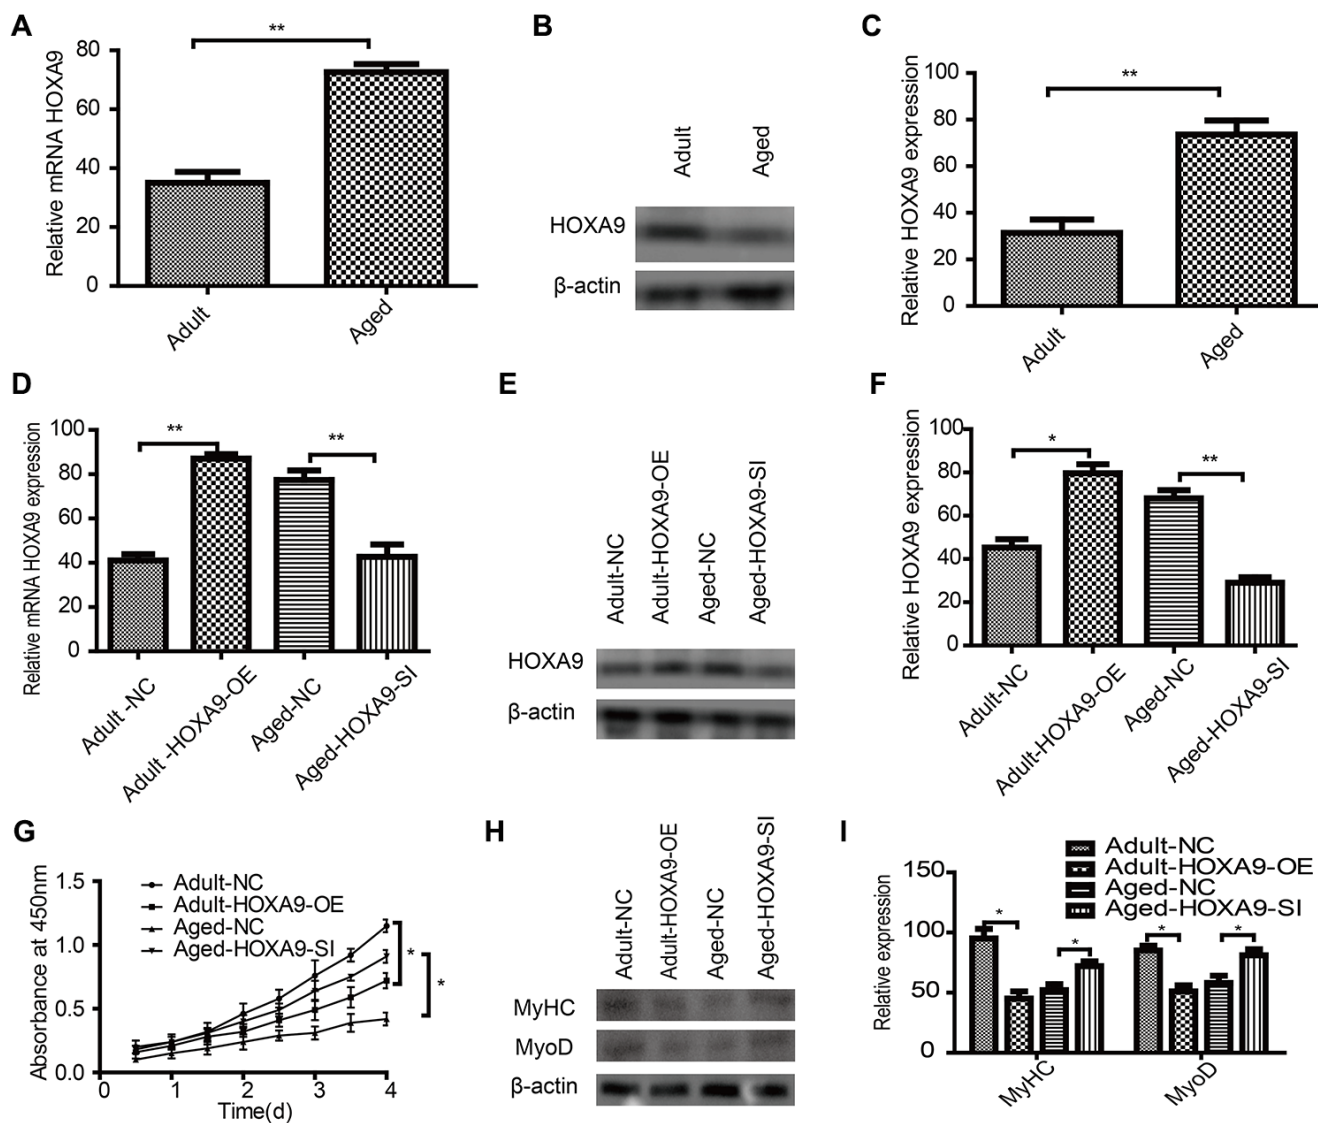 A
Relative mRNA HOXA9
80
60
40
20
0
**
Adult
Aged
B
Adult
Aged
HOXA9
β-actin
C
Relative HOXA9 expression
100
80
60
40
20
0
**
Adult
Aged
D
Relative mRNA HOXA9 expression
100
80
60
40
20
0
**
**
Adult -NC
Adult -HOXA9-OE
Aged-NC
Aged-HOXA9-SI
E
Adult-NC
Adult-HOXA9-OE
Aged-NC
Aged-HOXA9-SI
HOXA9
β-actin
F
Relative HOXA9 expression
100
80
60
40
20
0
*
**
Adult-NC
Adult-HOXA9-OE
Aged-NC
Aged-HOXA9-SI
G
Absorbance at 450nm
1.5
1.0
0.5
0.0
Adult-NC
Adult-HOXA9-OE
Aged-NC
Aged-HOXA9-SI
*
*
0 1 2 3 4
Time(d)
H
Adult-NC
Adult-HOXA9-OE
Aged-NC
Aged-HOXA9-SI
MyHC
MyoD
β-actin
I
Relative expression
150
100
50
0
Adult-NC
Adult-HOXA9-OE
Aged-NC
Aged-HOXA9-SI
*
*
*
*
MyHC
MyoD